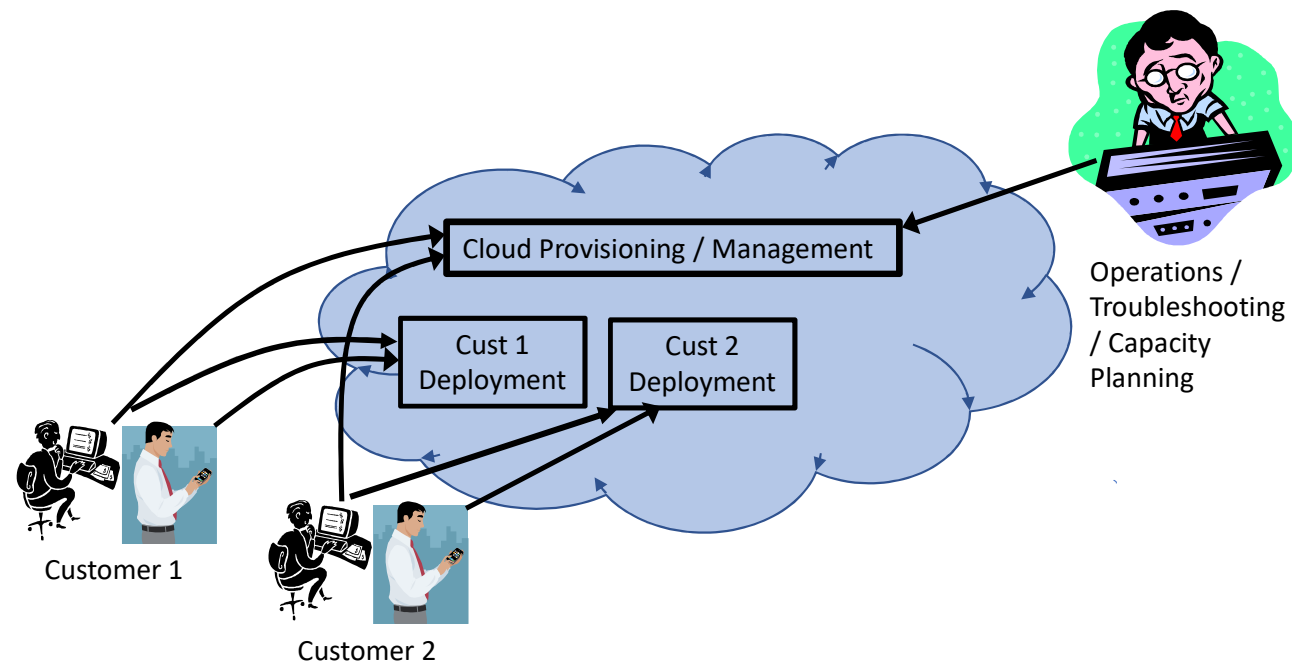 Cloud Provisioning / Management
Operations /
Troubleshooting
/ Capacity
Planning
Cust 1
Deployment
Cust 2
Deployment
Customer 1
Customer 2